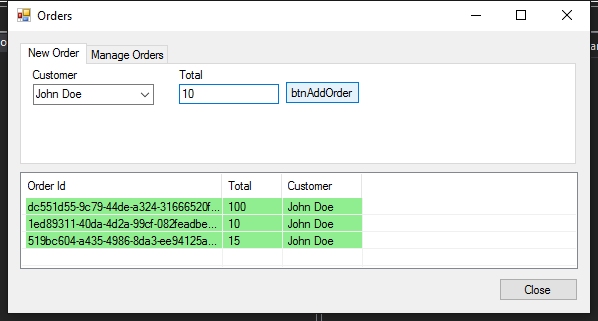 Orders
New Order Manage Orders
Customer Total
John Doe 10 btnAddOrder
Order Id Total Customer
dc551d55-9c79-44de-a324-31666520f... 100 John Doe
1ed89311-40da-4d2a-99cf-082feadbe... 10 John Doe
519bc604-a435-4986-8da3-ee94125a... 15 John Doe
Close